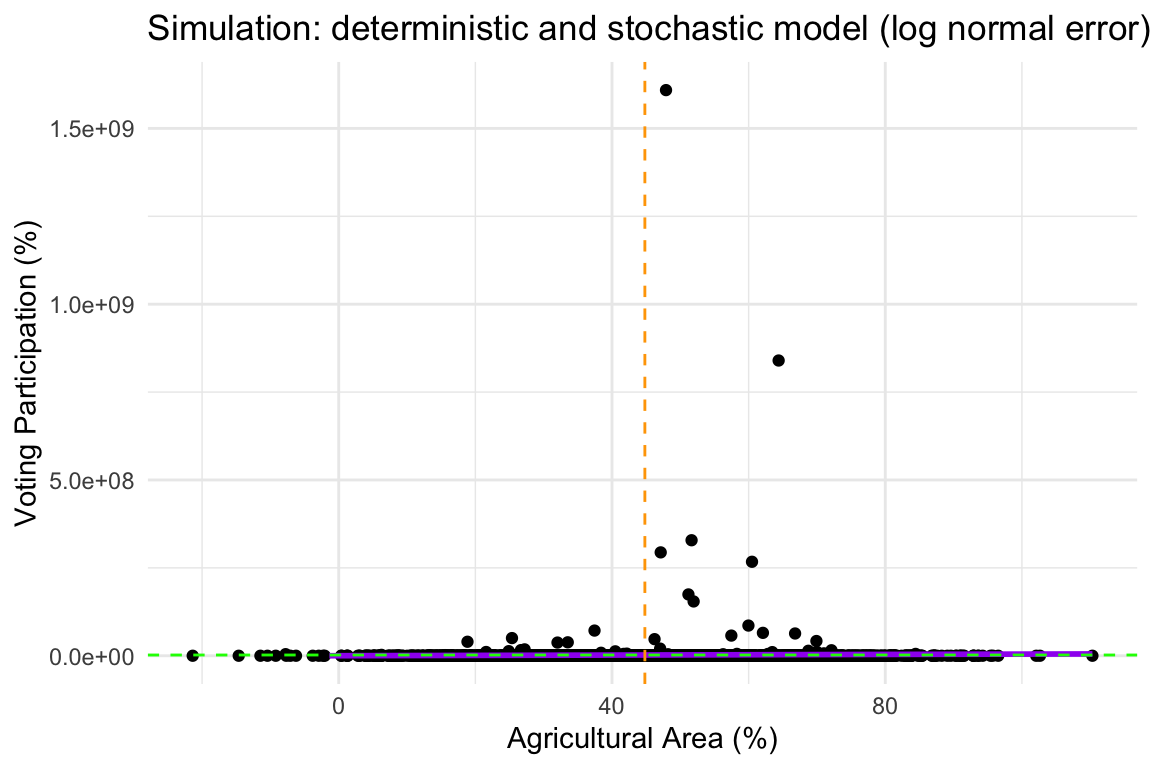 Simulation: deterministic and stochastic model (log normal error)
Voting Participation (%)
1.5e+09
1.0e+09
5.0e+08
0.0e+00
0 40 80
Agricultural Area (%)